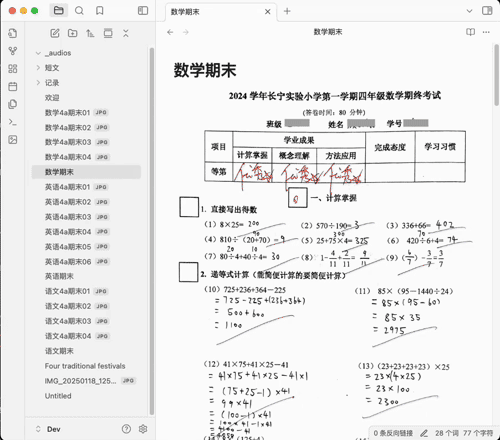 数学期末
数学期末
数学期末
_audios
短文
记录
欢迎
数学4a期末01 JPG
数学4a期末02 JPG
数学4a期末03 JPG
数学4a期末04 JPG
数学期末
英语4a期末01 JPG
英语4a期末02 JPG
英语4a期末03 JPG
英语4a期末04 JPG
英语4a期末05 JPG
英语4a期末06 JPG
英语期末
语文4a期末01 JPG
语文4a期末02 JPG
语文4a期末03 JPG
语文4a期末04 JPG
语文期末
Four traditional festivals
IMG_20250118_125... JPG
Untitled
Dev
2024 学年长宁实验小学第一学期四年级数学期终考试
(答卷时间：80 分钟)
班级 姓名 学号
项目 学业成果 完成态度 学习习惯
计算掌握 概念理解 方法应用
等第
一、计算掌握
1. 直接写出得数
(1) 8×25= 200 (2) 570÷190= 3 (3) 336+66= 402
(4) 810÷(20+70) =9 (5) 25+75×4= 325 (6) 420÷6+4= 74
(7) 80÷4+40÷4= 30 (8) 1-4/11-2/11= (9) (6/7)-3/7=3/7
2. 递等式计算（能简便计算的要简便计算）
(10) 725+236+364-225 (11) 85×(95-1440÷24)
= 725-225+(236+364) = 85×(95-60)
= 500+600 = 85×35
= 1100 = 2975
(12) 41×75+41×25-41 (13) (23+23+23+23)×25
= 41×75+41×25-41×1 = 23×(4×25)
= (75+25-1)×41 = 23×100
= 99×41 = 2300
= (100-1)×41
0 条反向链接 28 个词 77 个字符